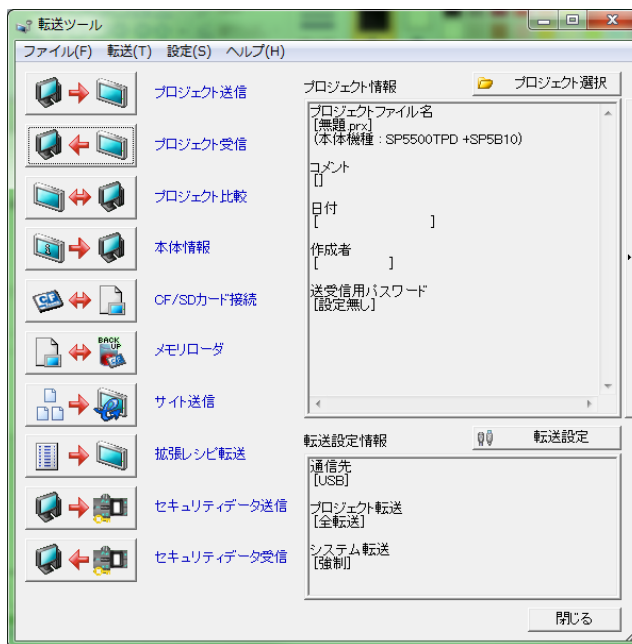 転送ツール
ファイル(F) 転送(T) 設定(S) ヘルプ(H)
プロジェクト送信
プロジェクト受信
プロジェクト比較
本体情報
CF/SDカード接続
メモリローダ
サイト送信
拡張レシピ転送
セキュリティデータ送信
セキュリティデータ受信
CF
CF
BACK
UP
プロジェクト情報
プロジェクト選択
プロジェクトファイル名
[無題.prx]
(本体機種：SP5500TPD +SP5B10)
コメント
[]
日付
[ ]
作成者
[ ]
送受信用パスワード
[設定無し]
転送設定情報
転送設定
通信先
[USB]
プロジェクト転送
[全転送]
システム転送
[強制]
閉じる